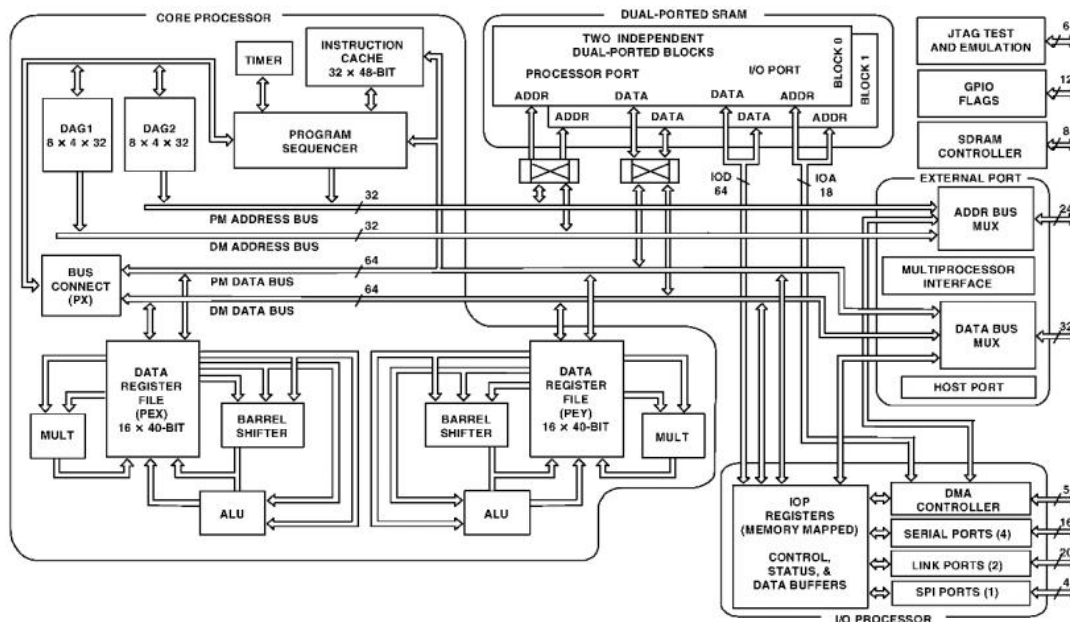 CORE PROCESSOR
TIMER
INSTRUCTION
CACHE
32 × 48-BIT
DAG1
8 × 4 × 32
DAG2
8 × 4 × 32
PROGRAM
SEQUENCER
DUAL-PORTED SRAM
TWO INDEPENDENT
DUAL-PORTED BLOCKS
PROCESSOR PORT
I/O PORT
BLOCK 0
BLOCK 1
ADDR
DATA
DATA
ADDR
ADDR
DATA
DATA
ADDR
JTAG TEST
AND EMULATION
6
GPIO
FLAGS
12
SDRAM
CONTROLLER
8
IOD
64
IOA
18
PM ADDRESS BUS
32
DM ADDRESS BUS
32
BUS
CONNECT
(PX)
PM DATA BUS
64
DM DATA BUS
64
EXTERNAL PORT
ADDR BUS
MUX
24
MULTIPROCESSOR
INTERFACE
DATA BUS
MUX
32
HOST PORT
MULT
DATA
REGISTER
FILE
(PEX)
16 × 40-BIT
BARREL
SHIFTER
ALU
BARREL
SHIFTER
DATA
REGISTER
FILE
(PEY)
16 × 40-BIT
MULT
ALU
IOP
REGISTERS
(MEMORY MAPPED)
CONTROL,
STATUS, &
DATA BUFFERS
DMA
CONTROLLER
5
SERIAL PORTS (4)
16
LINK PORTS (2)
20
SPI PORTS (1)
4
I/O PROCESSOR